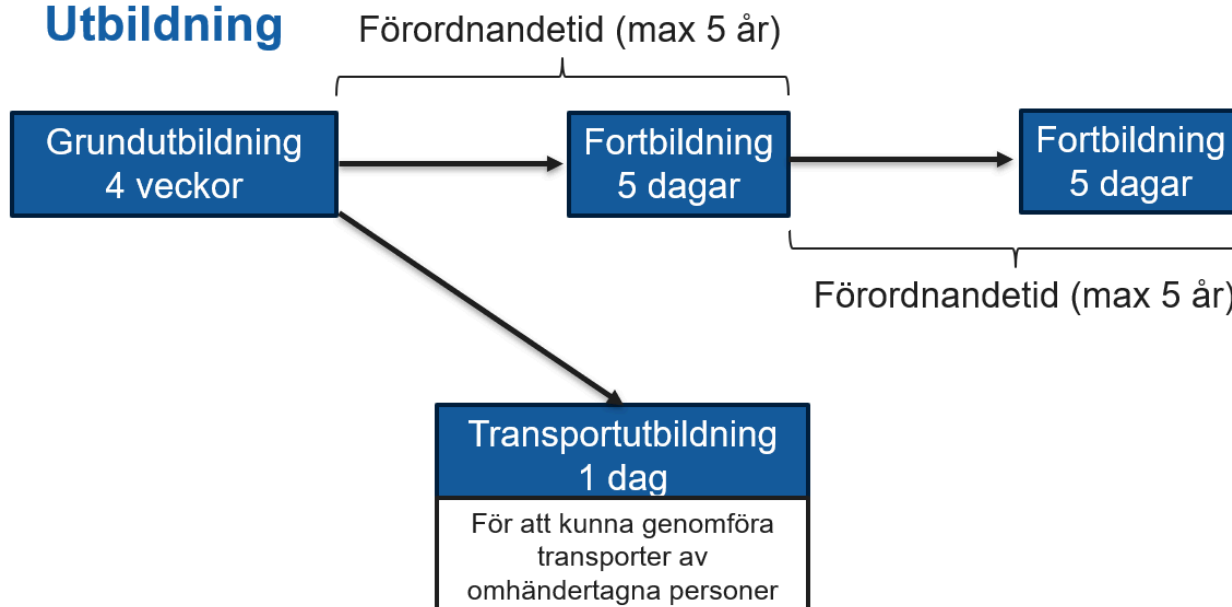 Utbildning
Förordnandetid (max 5 år)
Grundutbildning
4 veckor
Fortbildning
5 dagar
Fortbildning
5 dagar
Förordnandetid (max 5 år)
Transportutbildning
1 dag
För att kunna genomföra
transporter av
omhändertagna personer